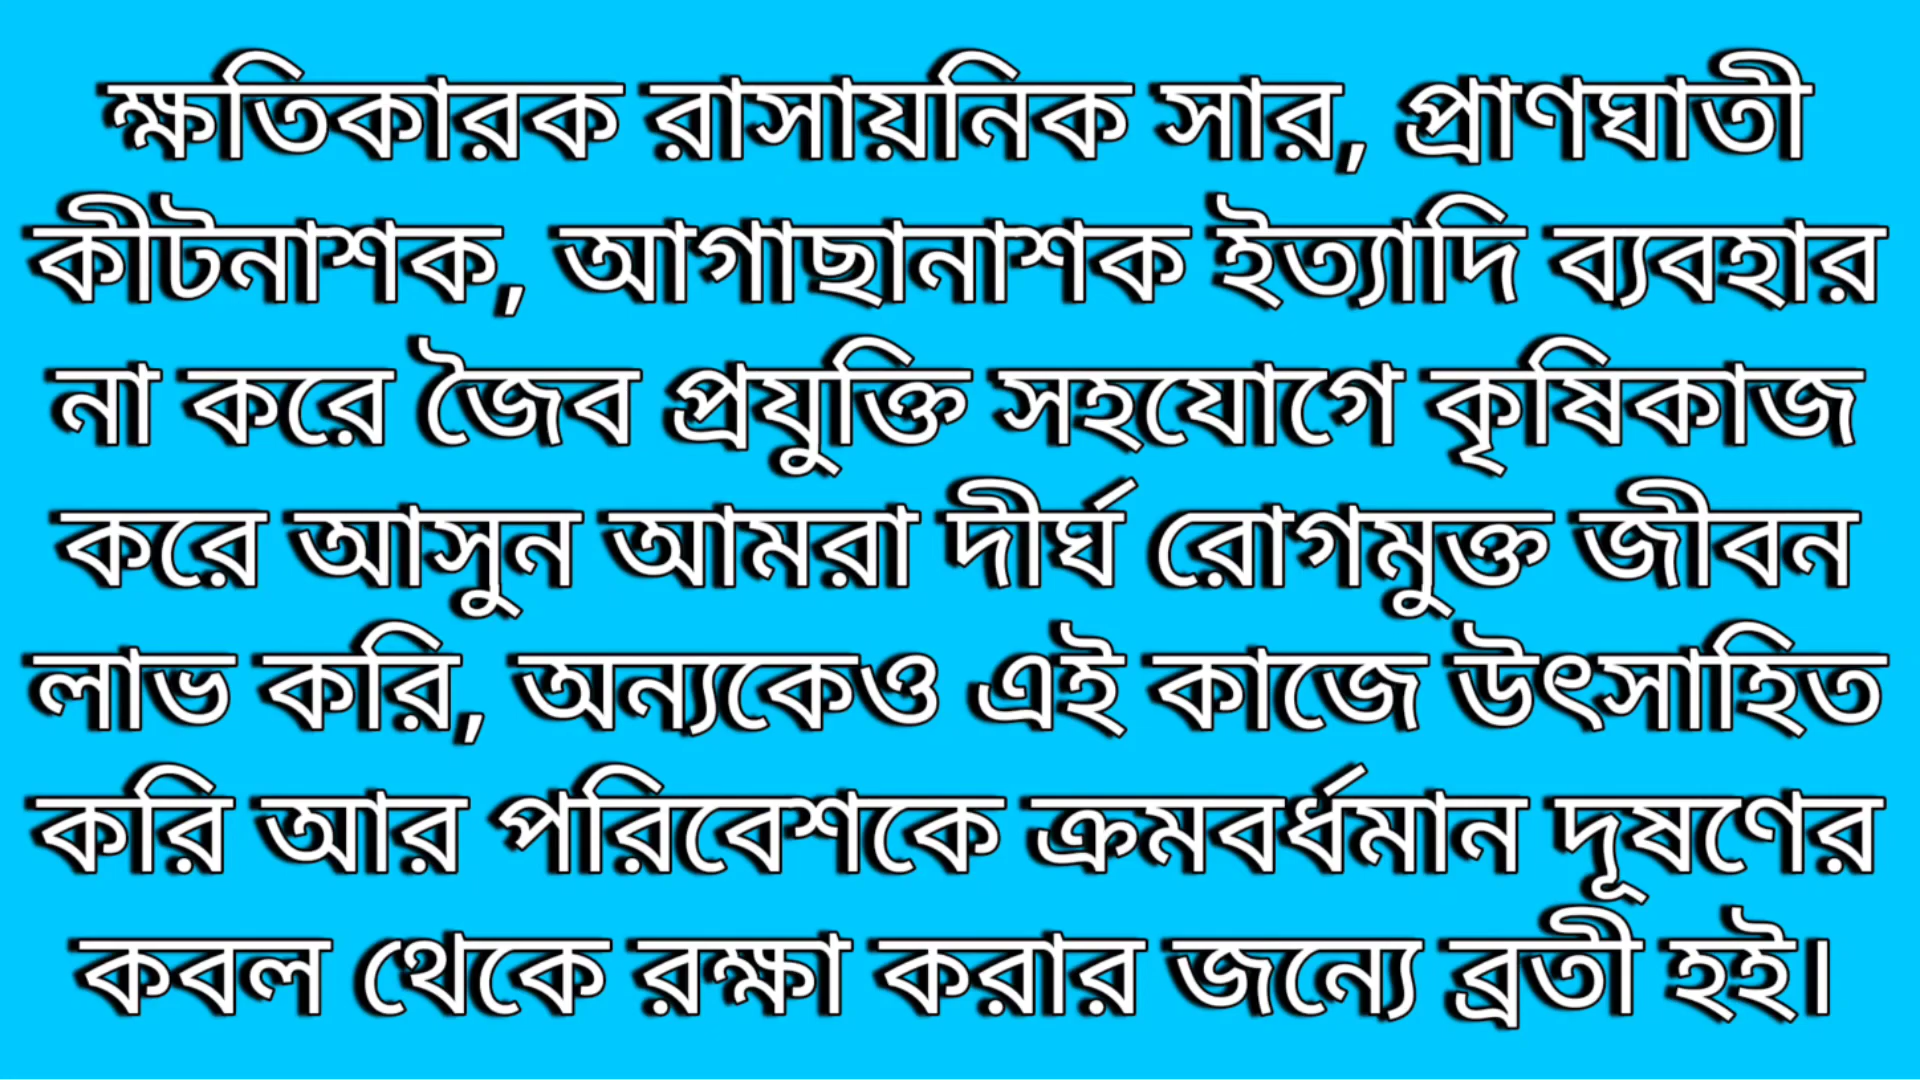 ক্ষতিকারক রাসায়নিক সার, প্রাণঘাতী
কীটনাশক, আগাছানাশক ইত্যাদি ব্যবহার
না করে জৈব প্রযুক্তি সহযোগে কৃষিকাজ
করে আসুন আমরা দীর্ঘ রোগমুক্ত জীবন
লাভ করি, অন্যকেও এই কাজে উৎসাহিত
করি আর পরিবেশকে ক্রমবর্ধমান দূষণের
কবল থেকে রক্ষা করার জন্যে ব্রতী হই।